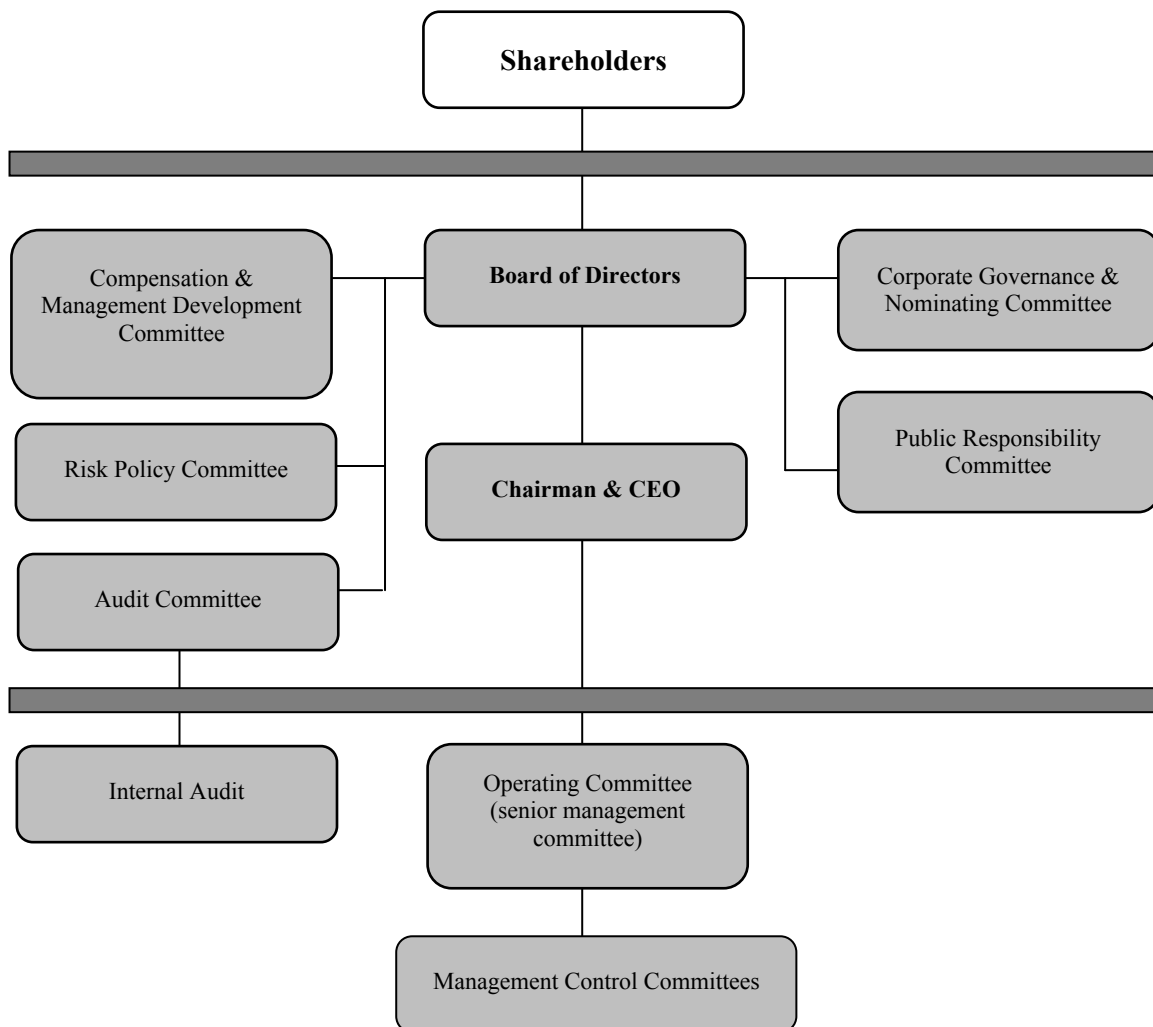 Shareholders
Compensation &
Management Development
Committee
Board of Directors
Corporate Governance &
Nominating Committee
Risk Policy Committee
Chairman & CEO
Public Responsibility
Committee
Audit Committee
Internal Audit
Operating Committee
(senior management
committee)
Management Control Committees